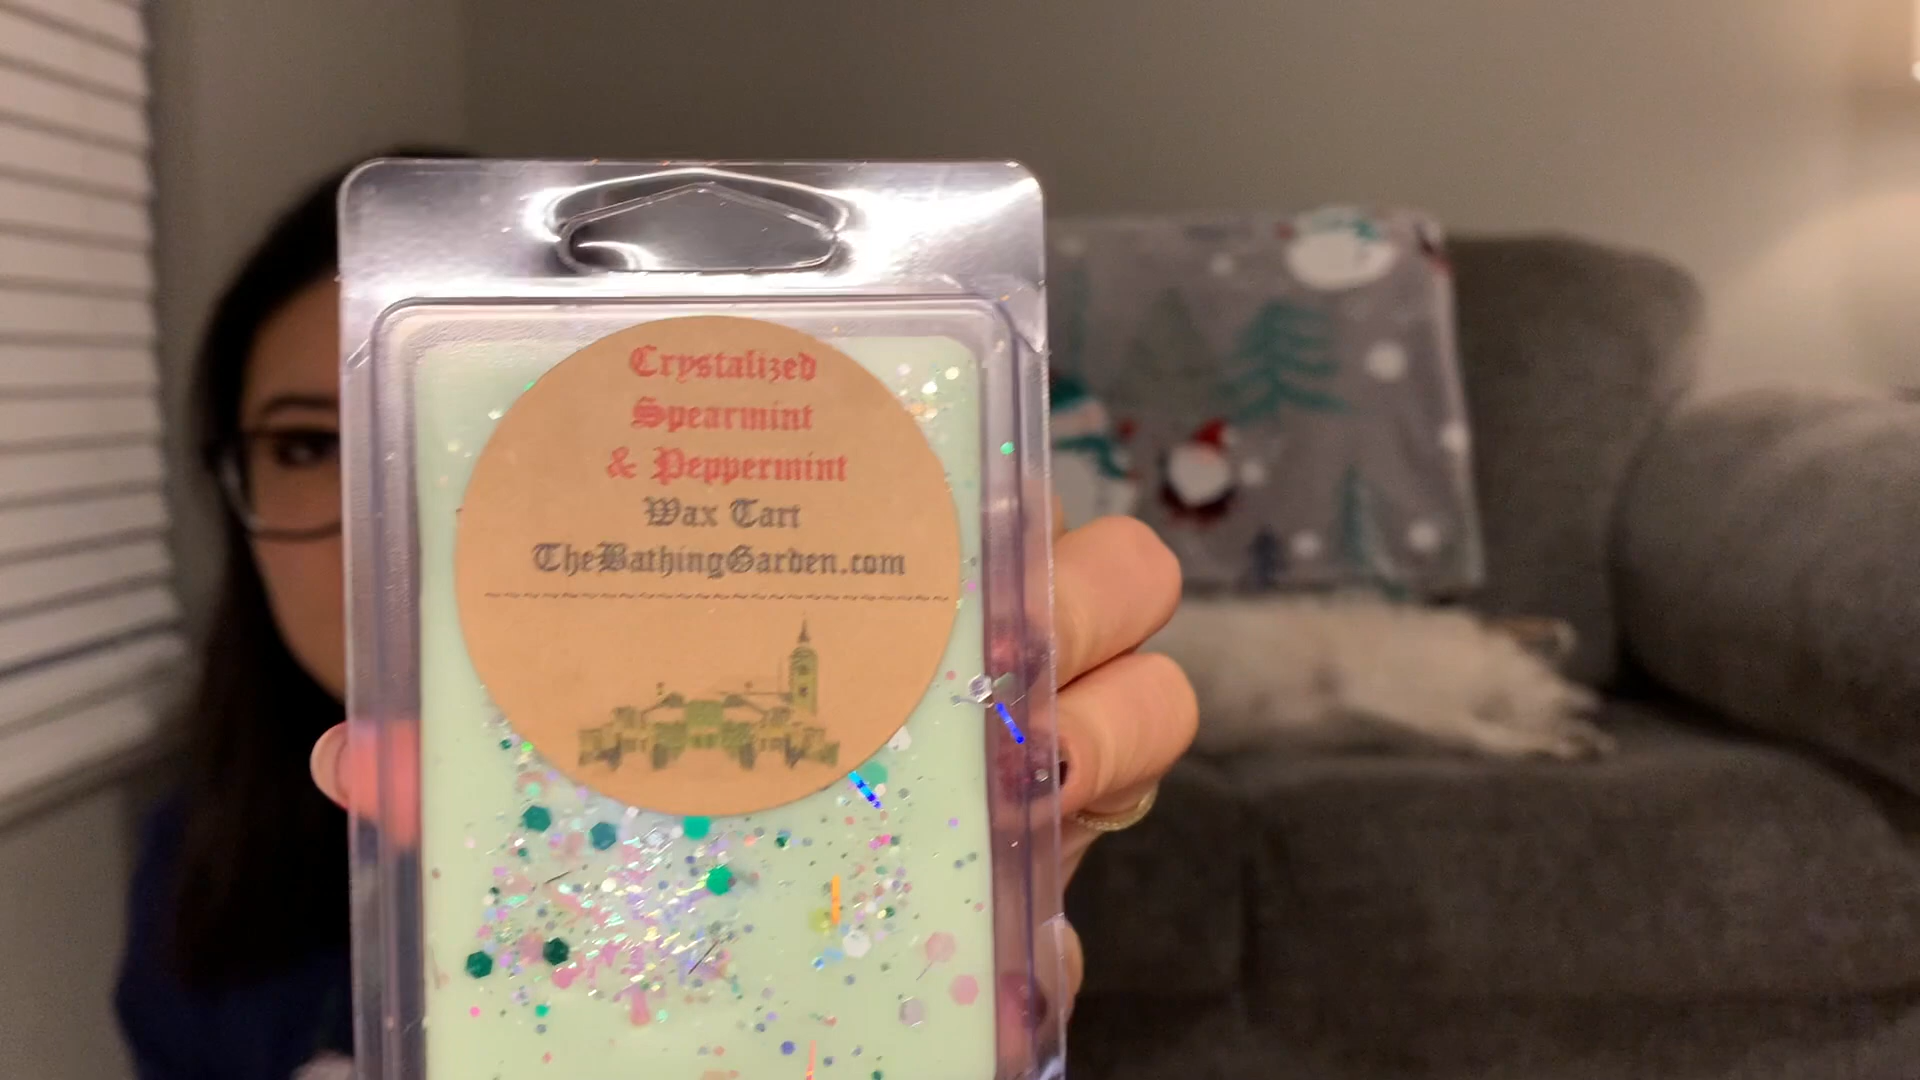 Crystalized
Spearmint
& Peppermint
Wax Tart
TheBathingGarden.com